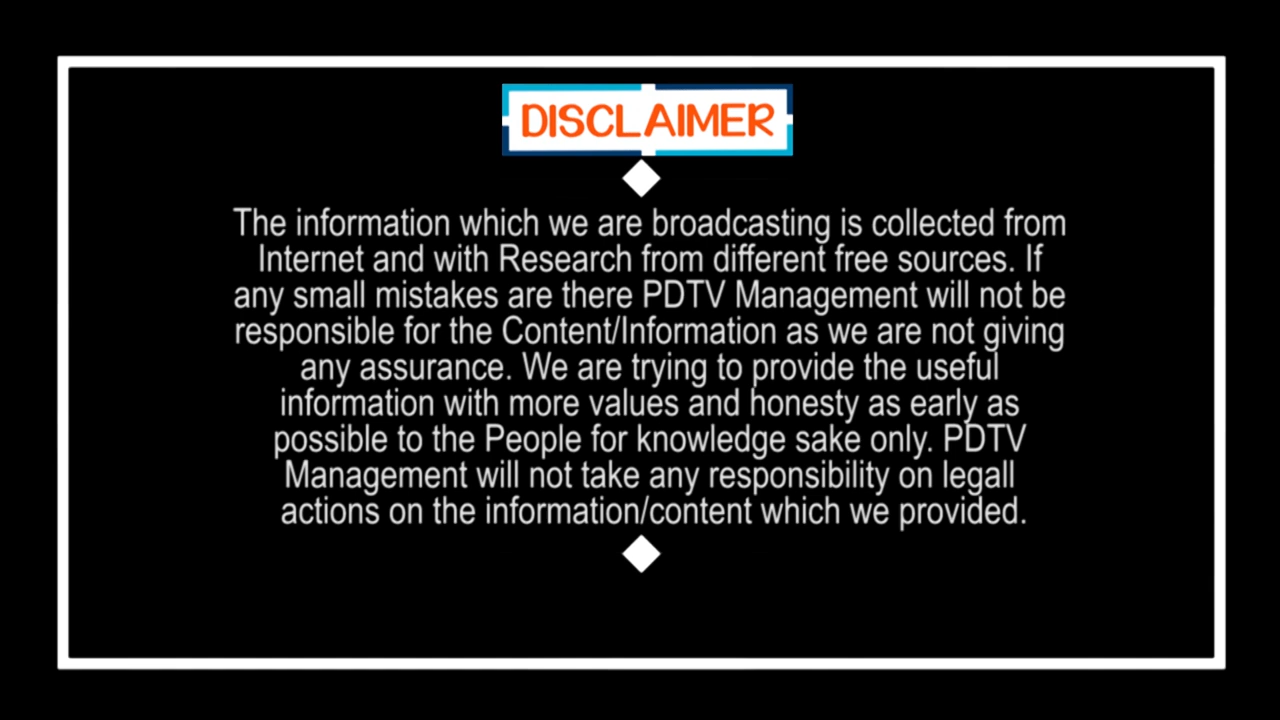 DISCLAIMER
The information which we are broadcasting is collected from
Internet and with Research from different free sources. If
any small mistakes are there PDTV Management will not be
responsible for the Content/Information as we are not giving
any assurance. We are trying to provide the useful
information with more values and honesty as early as
possible to the People for knowledge sake only. PDTV
Management will not take any responsibility on legall
actions on the information/content which we provided.